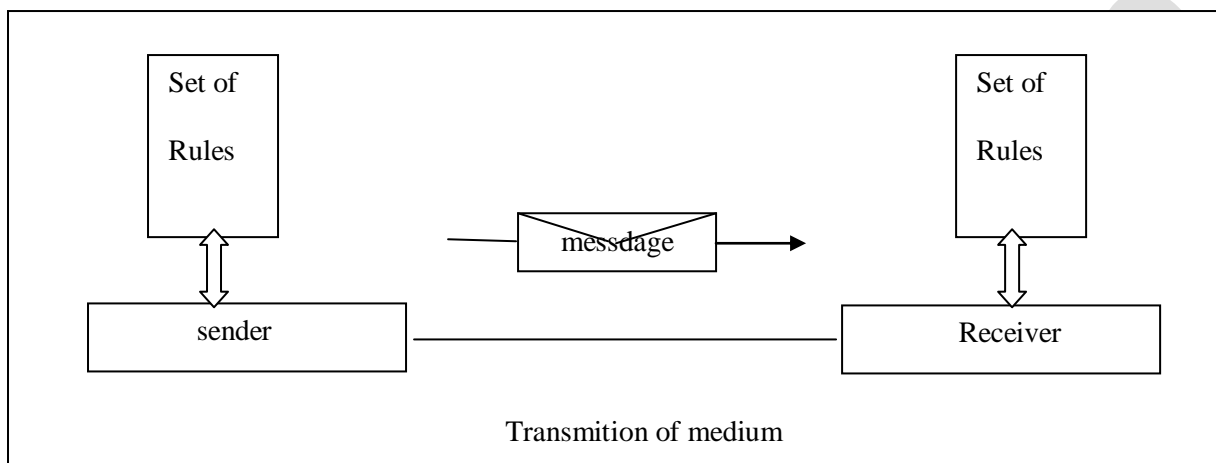 Set of
Rules
Set of
Rules
messdage
sender
Receiver
Transmition of medium